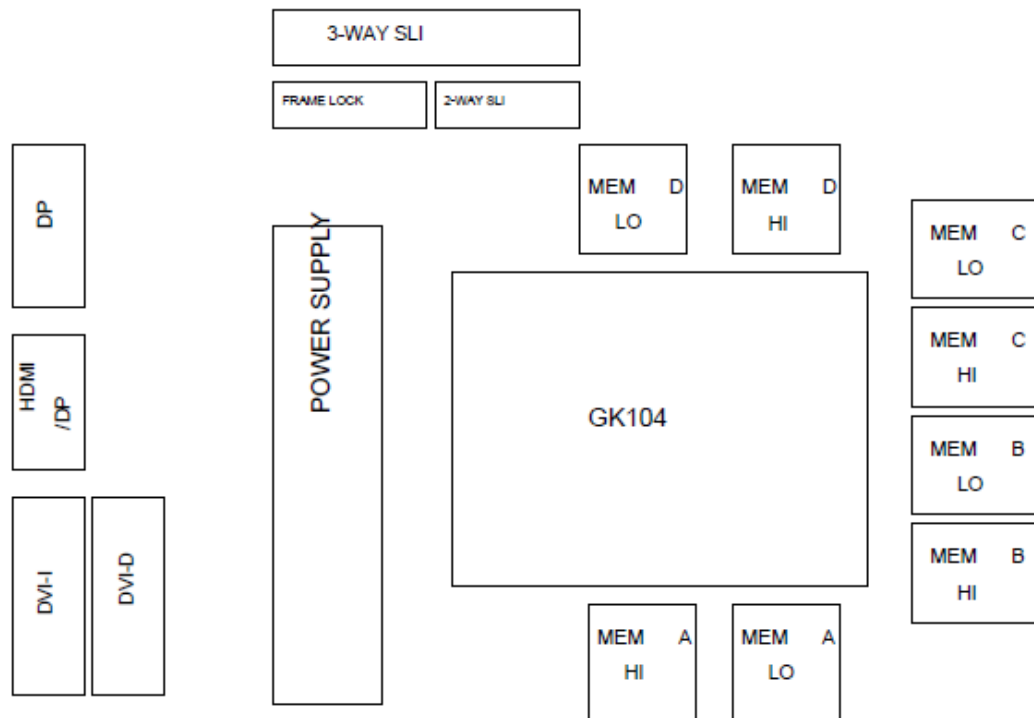 3-WAY SLI
FRAME LOCK
2-WAY SLI
DP
HDMI
/DP
DVI-I
DVI-D
POWER SUPPLY
MEM D
LO
MEM D
HI
GK104
MEM C
LO
MEM C
HI
MEM B
LO
MEM B
HI
MEM A
HI
MEM A
LO